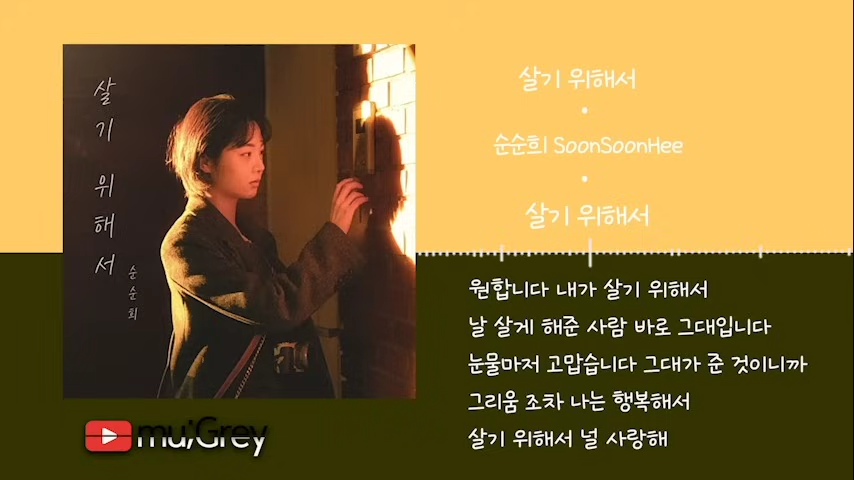 살기 위해서
순순희
살기 위해서
순순희 SoonSoonHee
살기 위해서
원합니다 내가 살기 위해서
날 살게 해준 사람 바로 그대입니다
눈물마저 고맙습니다 그대가 준 것이니까
그리움 조차 나는 행복해서
살기 위해서 널 사랑해
mu,Grey